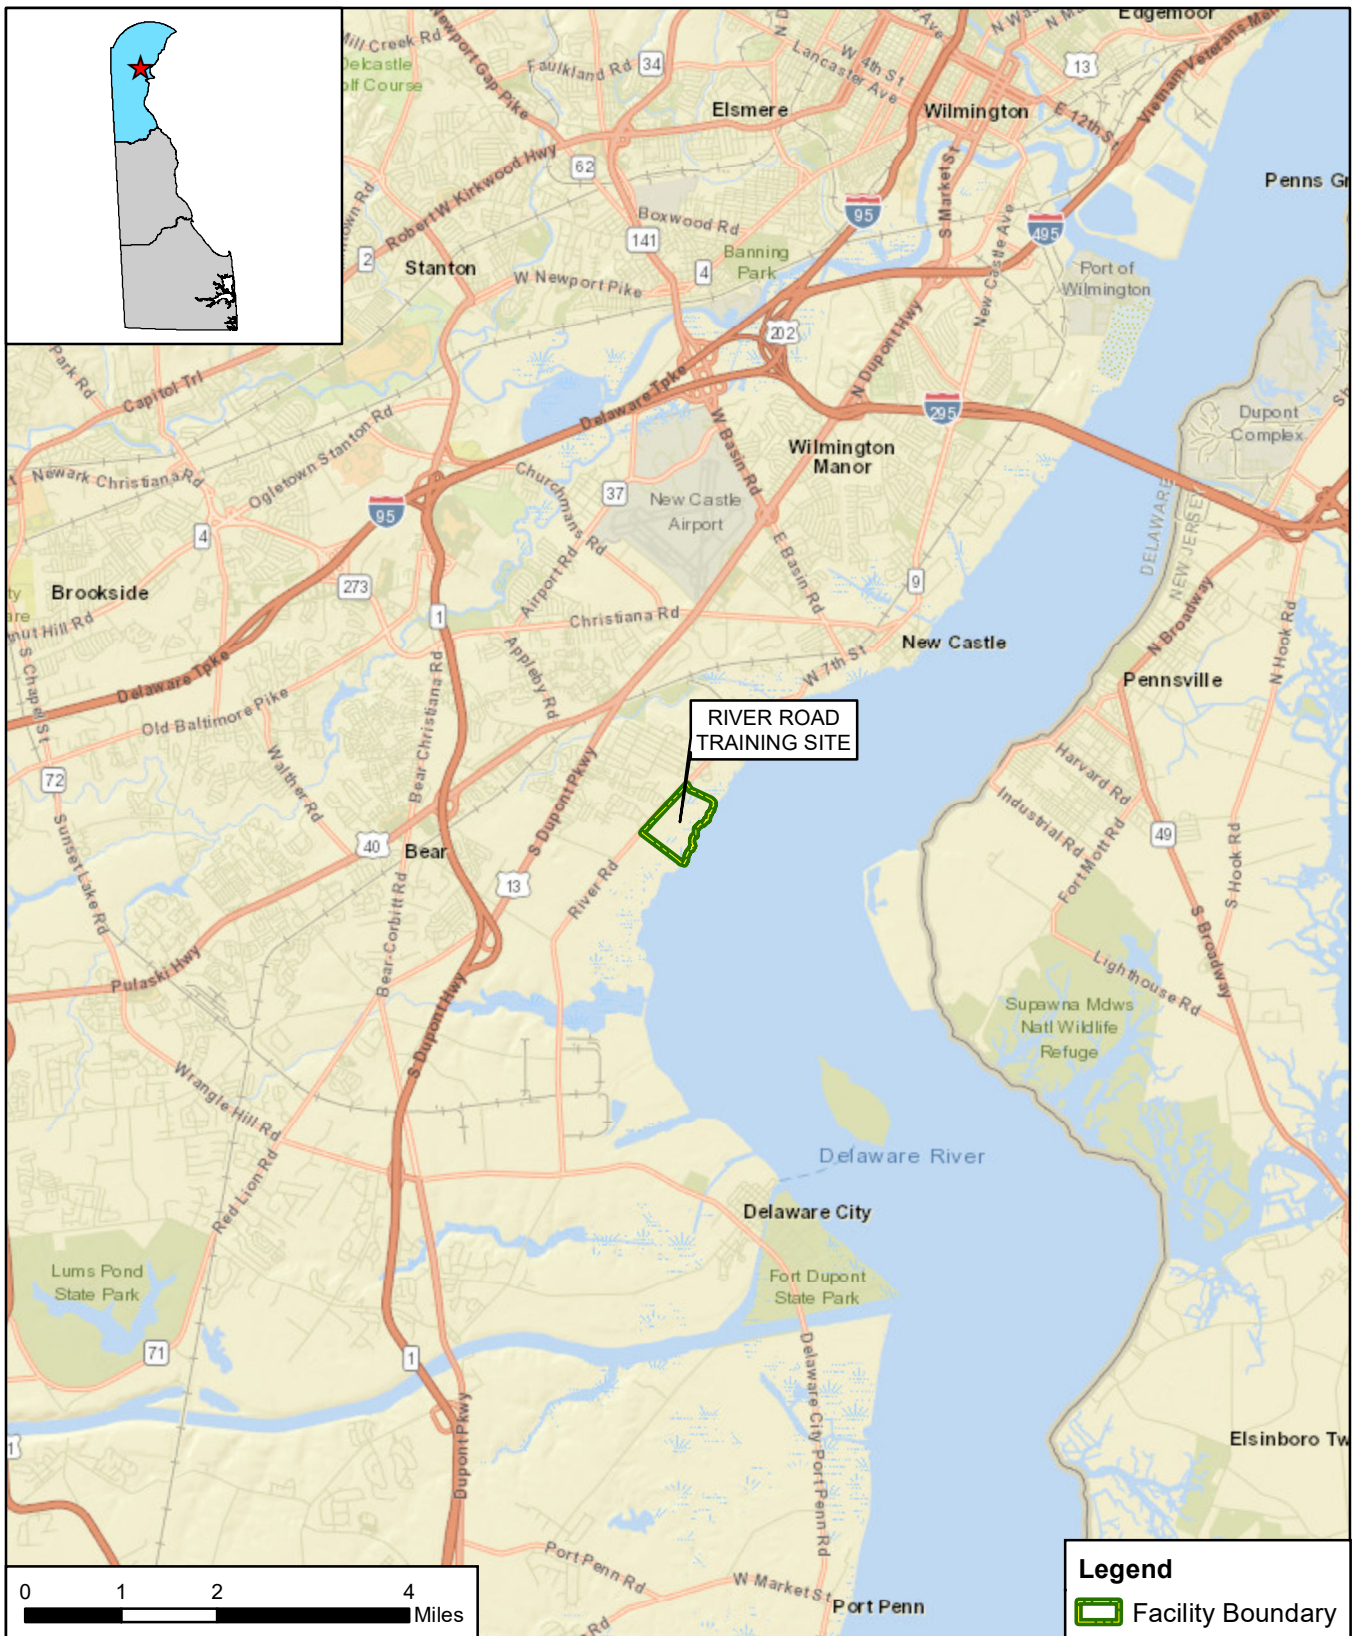 Edgemoor
Mill Creek Rd
Delcastle
Golf Course
Newport Gap Pike
Faulkland Rd
34
Lancaster Ave
W 4th St
13
Vietnam Veterans Mem
Elsmere
Wilmington
E 12th St
62
Robert W Kirkwood Hwy
Boxwood Rd
141
95
S Market St
New Castle Ave
495
Penns Gr
2
Stanton
Banning
Park
4
W Newport Pike
Port of
Wilmington
202
Park Rd
Capitol Trl
Delaware Tpke
N Dupont Hwy
295
W Basin Rd
Wilmington
Manor
Dupont
Complex
Newark Christiana Rd
Ogletown Stanton Rd
Churchmans Rd
37
New Castle
Airport
95
4
DELAWARE
NEW JERSEY
Brookside
273
Airport Rd
E Basin Rd
9
1
Christiana Rd
New Castle
N Broadway
N Hook Rd
S Chapel St
Appleby Rd
W 7th St
Delaware Tpke
Old Baltimore Pike
Bear Christiana Rd
Pennsville
RIVER ROAD
TRAINING SITE
72
Walther Rd
S Dupont Pkwy
Harvard Rd
Industrial Rd
Fort Mott Rd
49
S Hook Rd
Sunset Lake Rd
40
Bear
13
River Rd
Bear-Corbitt Rd
S Broadway
Pulaski Hwy
Lighthouse Rd
Supawna Mdws
Natl Wildlife
Refuge
S Dupont Hwy
Wrangle Hill Rd
Delaware River
Red Lion Rd
Delaware City
Lums Pond
State Park
Fort Dupont
State Park
71
1
Dupont Pkwy
Delaware City Port Penn Rd
1
Elsinboro Tw
Port Penn Rd
W Market St
Port Penn
Rd
0 1 2 4
Miles
Legend
Facility Boundary